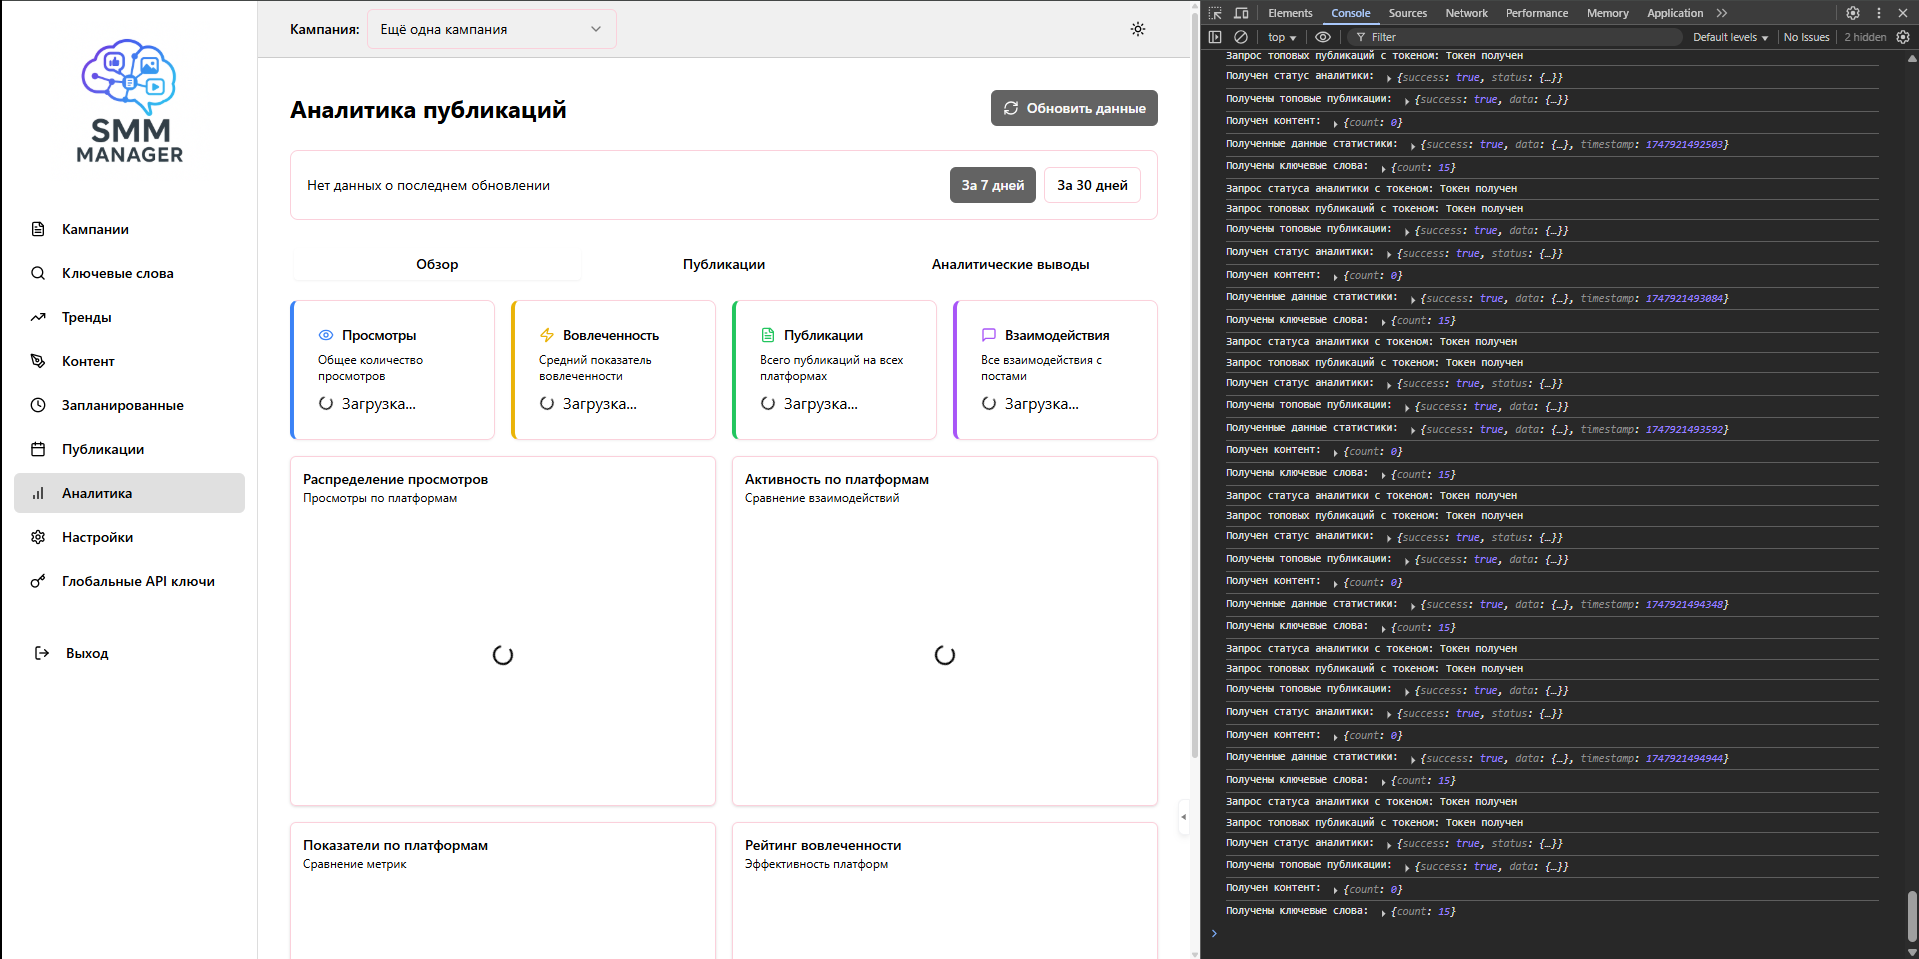 SMM
MANAGER
Кампании
Ключевые слова
Тренды
Контент
Запланированные
Публикации
Аналитика
Настройки
Глобальные API ключи
Выход
Кампания: Ещё одна кампания
Аналитика публикаций
Обновить данные
Нет данных о последнем обновлении
За 7 дней За 30 дней
Обзор Публикации Аналитические выводы
Просмотры
Общее количество
просмотров
Загрузка...
Вовлеченность
Средний показатель
вовлеченности
Загрузка...
Публикации
Всего публикаций на всех
платформах
Загрузка...
Взаимодействия
Все взаимодействия с
постами
Загрузка...
Распределение просмотров
Просмотры по платформам
Активность по платформам
Сравнение взаимодействий
Показатели по платформам
Сравнение метрик
Рейтинг вовлеченности
Эффективность платформ
Elements Console Sources Network Performance Memory Application
top Filter Default levels No Issues 2 hidden
Запрос топовых публикаций с токеном: Токен получен
Получен статус аналитики: {success: true, status: {…}}
Получены топовые публикации: {success: true, data: {…}}
Получен контент: {count: 0}
Полученные данные статистики: {success: true, data: {…}, timestamp: 1747921492503}
Получены ключевые слова: {count: 15}
Запрос статуса аналитики с токеном: Токен получен
Запрос топовых публикаций с токеном: Токен получен
Получены топовые публикации: {success: true, data: {…}}
Получен статус аналитики: {success: true, status: {…}}
Получен контент: {count: 0}
Полученные данные статистики: {success: true, data: {…}, timestamp: 1747921493084}
Получены ключевые слова: {count: 15}
Запрос статуса аналитики с токеном: Токен получен
Запрос топовых публикаций с токеном: Токен получен
Получен статус аналитики: {success: true, status: {…}}
Получены топовые публикации: {success: true, data: {…}}
Полученные данные статистики: {success: true, data: {…}, timestamp: 1747921493592}
Получен контент: {count: 0}
Получены ключевые слова: {count: 15}
Запрос статуса аналитики с токеном: Токен получен
Запрос топовых публикаций с токеном: Токен получен
Получен статус аналитики: {success: true, status: {…}}
Получены топовые публикации: {success: true, data: {…}}
Получен контент: {count: 0}
Полученные данные статистики: {success: true, data: {…}, timestamp: 1747921494348}
Получены ключевые слова: {count: 15}
Запрос статуса аналитики с токеном: Токен получен
Запрос топовых публикаций с токеном: Токен получен
Получены топовые публикации: {success: true, data: {…}}
Получен статус аналитики: {success: true, status: {…}}
Получен контент: {count: 0}
Полученные данные статистики: {success: true, data: {…}, timestamp: 1747921494944}
Получены ключевые слова: {count: 15}
Запрос статуса аналитики с токеном: Токен получен
Запрос топовых публикаций с токеном: Токен получен
Получен статус аналитики: {success: true, status: {…}}
Получены топовые публикации: {success: true, data: {…}}
Получен контент: {count: 0}
Получены ключевые слова: {count: 15}